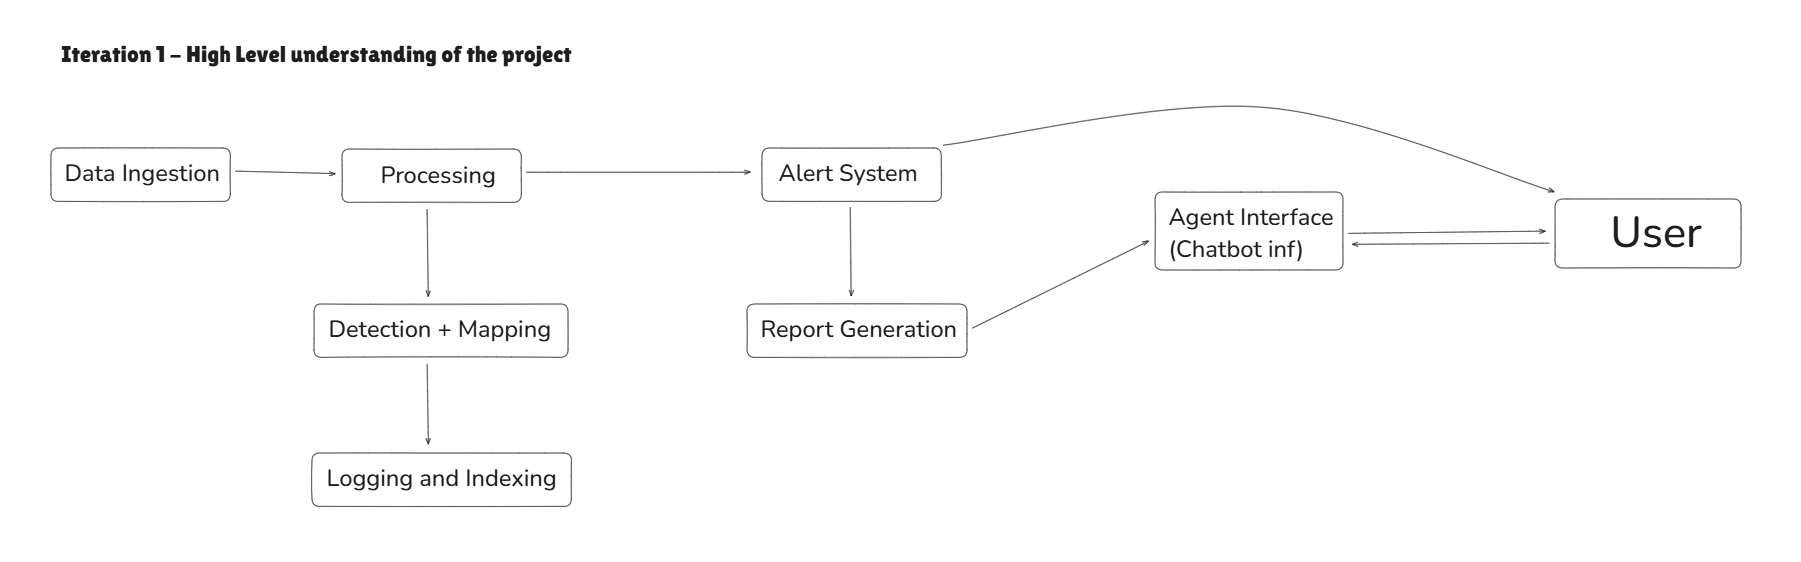 Iteration 1 - High Level understanding of the project
Data Ingestion
Processing
Alert System
Agent Interface
(Chatbot inf)
User
Detection + Mapping
Report Generation
Logging and Indexing